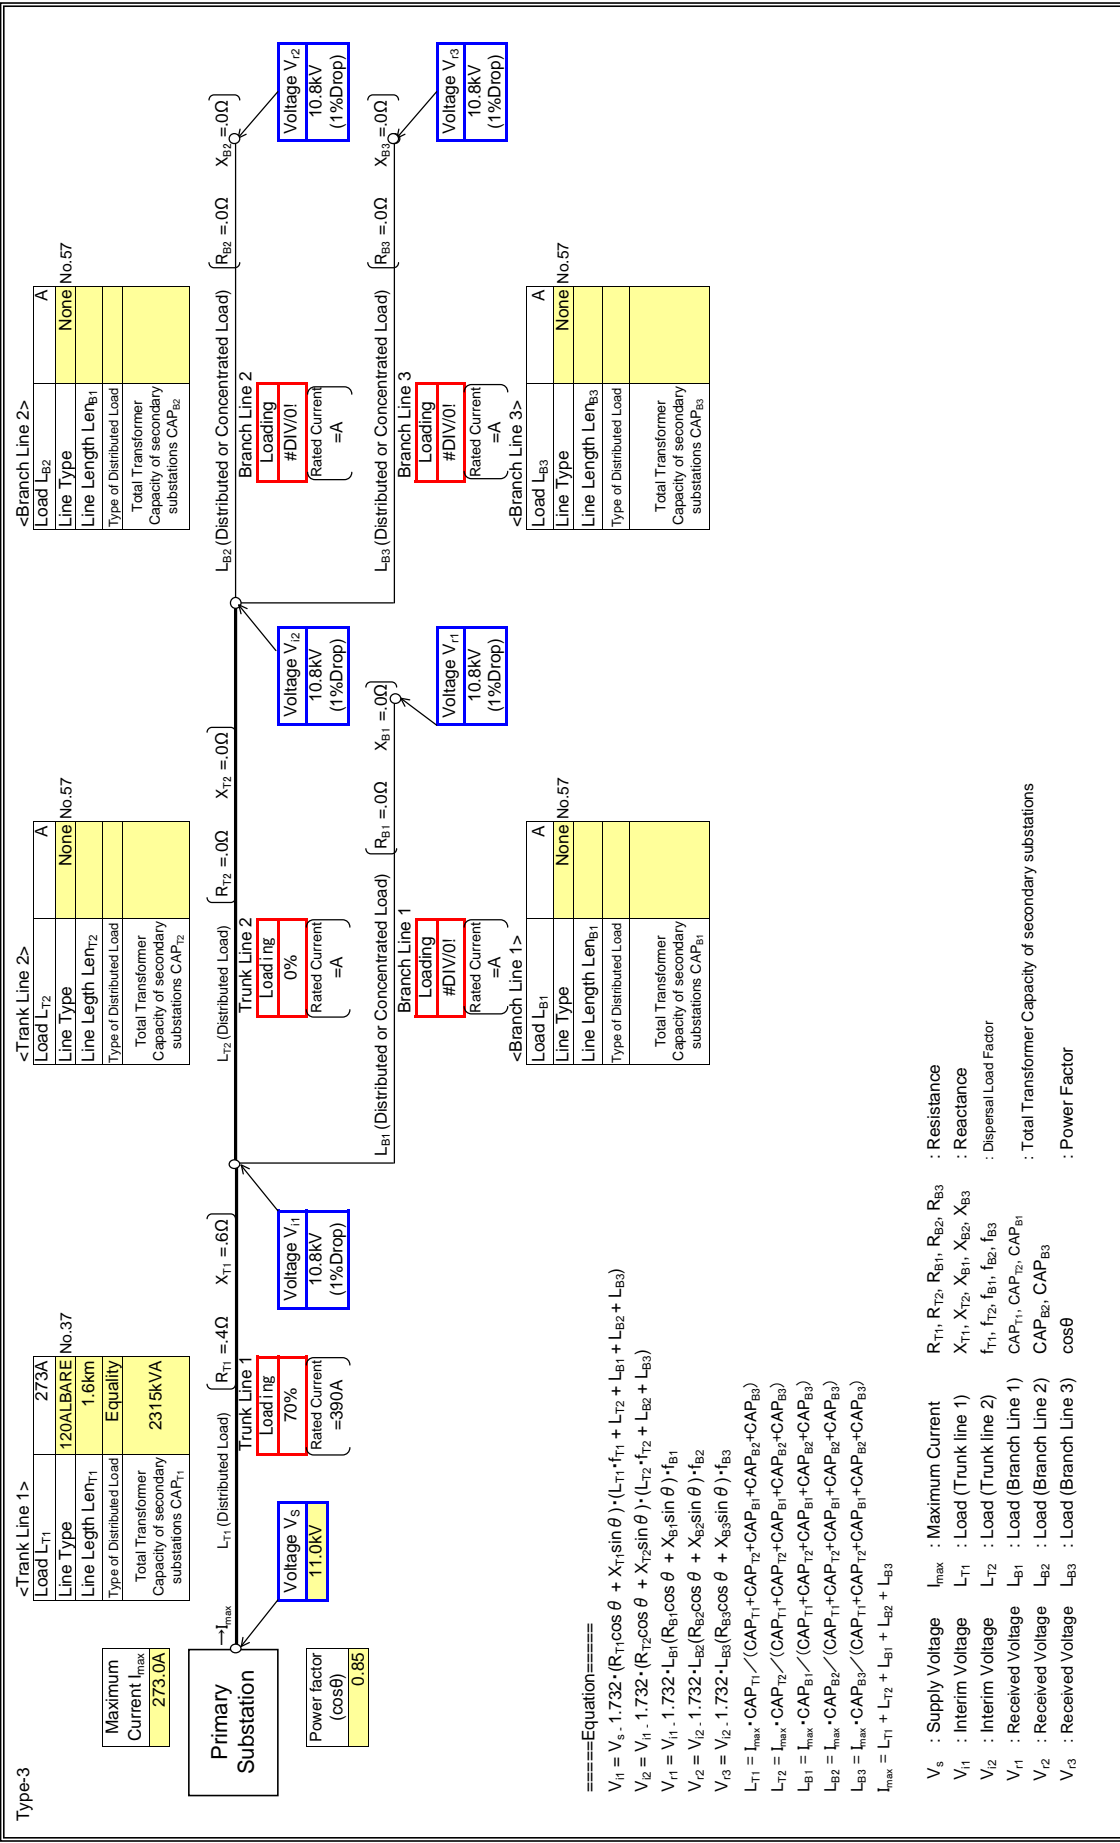 Type-3
Maximum
Current Imax
273.0A
Primary
Substation
Power factor
(cosθ)
0.85
→Imax
Voltage Vs
11.0kV
<Trank Line 1>
Load LT1 273A
Line Type 120ALBARE No.37
Line Legth LenT1 1.6km
Type of Distributed Load Equality
Total Transformer
Capacity of secondary
substations CAPT1
2315kVA
LT1 (Distributed Load) RT1 =.4Ω XT1 =.6Ω
Trunk Line 1
Loading
70%
Rated Current
=390A
Voltage Vi1
10.8kV
(1%Drop)
<Trank Line 2>
Load LT2 A
Line Type None No.57
Line Legth LenT2
Type of Distributed Load
Total Transformer
Capacity of secondary
substations CAPT2
LT2 (Distributed Load) RT2 =.0Ω XT2 =.0Ω
Trunk Line 2
Loading
0%
Rated Current
=A
Voltage Vi2
10.8kV
(1%Drop)
LB1 (Distributed or Concentrated Load) RB1 =.0Ω XB1 =.0Ω
Branch Line 1
Loading
#DIV/0!
Rated Current
=A
Voltage Vr1
10.8kV
(1%Drop)
<Branch Line 1>
Load LB1 A
Line Type None No.57
Line Length LenB1
Type of Distributed Load
Total Transformer
Capacity of secondary
substations CAPB1
<Branch Line 2>
Load LB2 A
Line Type None No.57
Line Length LenB1
Type of Distributed Load
Total Transformer
Capacity of secondary
substations CAPB2
LB2 (Distributed or Concentrated Load) RB2 =.0Ω XB2 =.0Ω
Branch Line 2
Loading
#DIV/0!
Rated Current
=A
Voltage Vr2
10.8kV
(1%Drop)
LB3 (Distributed or Concentrated Load) RB3 =.0Ω XB3 =.0Ω
Branch Line 3
Loading
#DIV/0!
Rated Current
=A
Voltage Vr3
10.8kV
(1%Drop)
<Branch Line 3>
Load LB3 A
Line Type None No.57
Line Length LenB3
Type of Distributed Load
Total Transformer
Capacity of secondary
substations CAPB3
=====Equation=====
Vi1 = Vs - 1.732・(RT1cos θ + XT1sin θ)・(LT1・fT1 + LT2 + LB1 + LB2 + LB3)
Vi2 = Vi1 - 1.732・(RT2cos θ + XT2sin θ)・(LT2・fT2 + LB2 + LB3)
Vr1 = Vi1 - 1.732・LB1(RB1cos θ + XB1sin θ)・fB1
Vr2 = Vi2 - 1.732・LB2(RB2cos θ + XB2sin θ)・fB2
Vr3 = Vi2 - 1.732・LB3(RB3cos θ + XB3sin θ)・fB3
LT1 = Imax・CAPT1／(CAPT1+CAPT2+CAPB1+CAPB2+CAPB3)
LT2 = Imax・CAPT2／(CAPT1+CAPT2+CAPB1+CAPB2+CAPB3)
LB1 = Imax・CAPB1／(CAPT1+CAPT2+CAPB1+CAPB2+CAPB3)
LB2 = Imax・CAPB2／(CAPT1+CAPT2+CAPB1+CAPB2+CAPB3)
LB3 = Imax・CAPB3／(CAPT1+CAPT2+CAPB1+CAPB2+CAPB3)
Imax = LT1 + LT2 + LB1 + LB2 + LB3
Vs : Supply Voltage Imax : Maximum Current RT1, RT2, RB1, RB2, RB3 : Resistance
Vi1 : Interim Voltage LT1 : Load (Trunk line 1) XT1, XT2, XB1, XB2, XB3 : Reactance
Vi2 : Interim Voltage LT2 : Load (Trunk line 2) fT1, fT2, fB1, fB2, fB3 : Dispersal Load Factor
Vr1 : Received Voltage LB1 : Load (Branch Line 1) CAPT1, CAPT2, CAPB1
: Total Transformer Capacity of secondary substations
Vr2 : Received Voltage LB2 : Load (Branch Line 2) CAPB2, CAPB3
Vr3 : Received Voltage LB3 : Load (Branch Line 3) cosθ : Power Factor